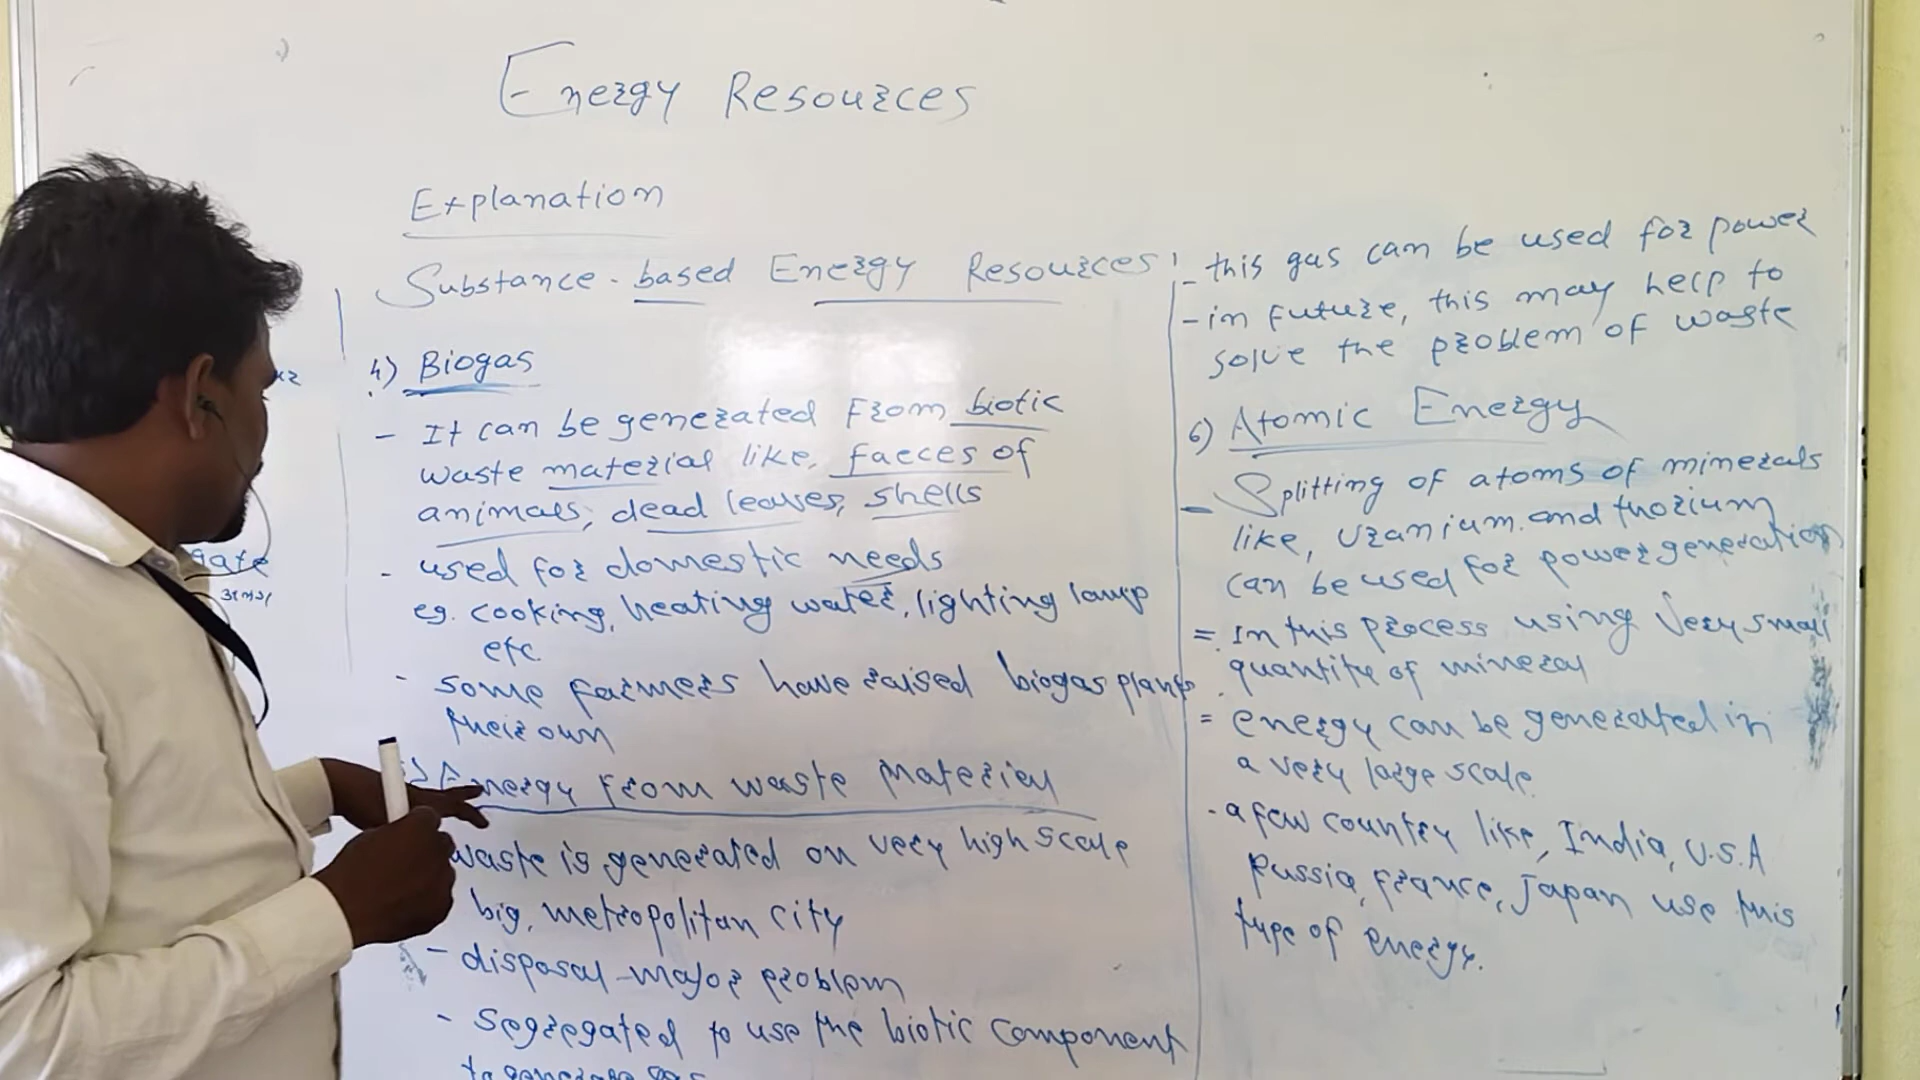 Energy Resources
Explanation
Substance-based Energy Resources
4) Biogas
- It can be generated from biotic
waste material like, faeces of
animals, dead leaves, shells
- used for domestic needs
eg. cooking, heating water, lighting lamp
etc.
- some farmers have raised biogas plants
their own
5) Energy from waste Material
waste is generated on very high scale
big, metropolitan city
- disposal - major problem
- segregated to use the biotic component
to generate gas
- this gas can be used for power
- in future, this may help to
solve the problem of waste
6) Atomic Energy
- Splitting of atoms of minerals
like, Uranium and thorium
can be used for power generation
= In this process using very small
quantity of mineral
= energy can be generated in
a very large scale.
- a few country like, India, U.S.A
Russia, France, Japan use this
type of energy.
gate